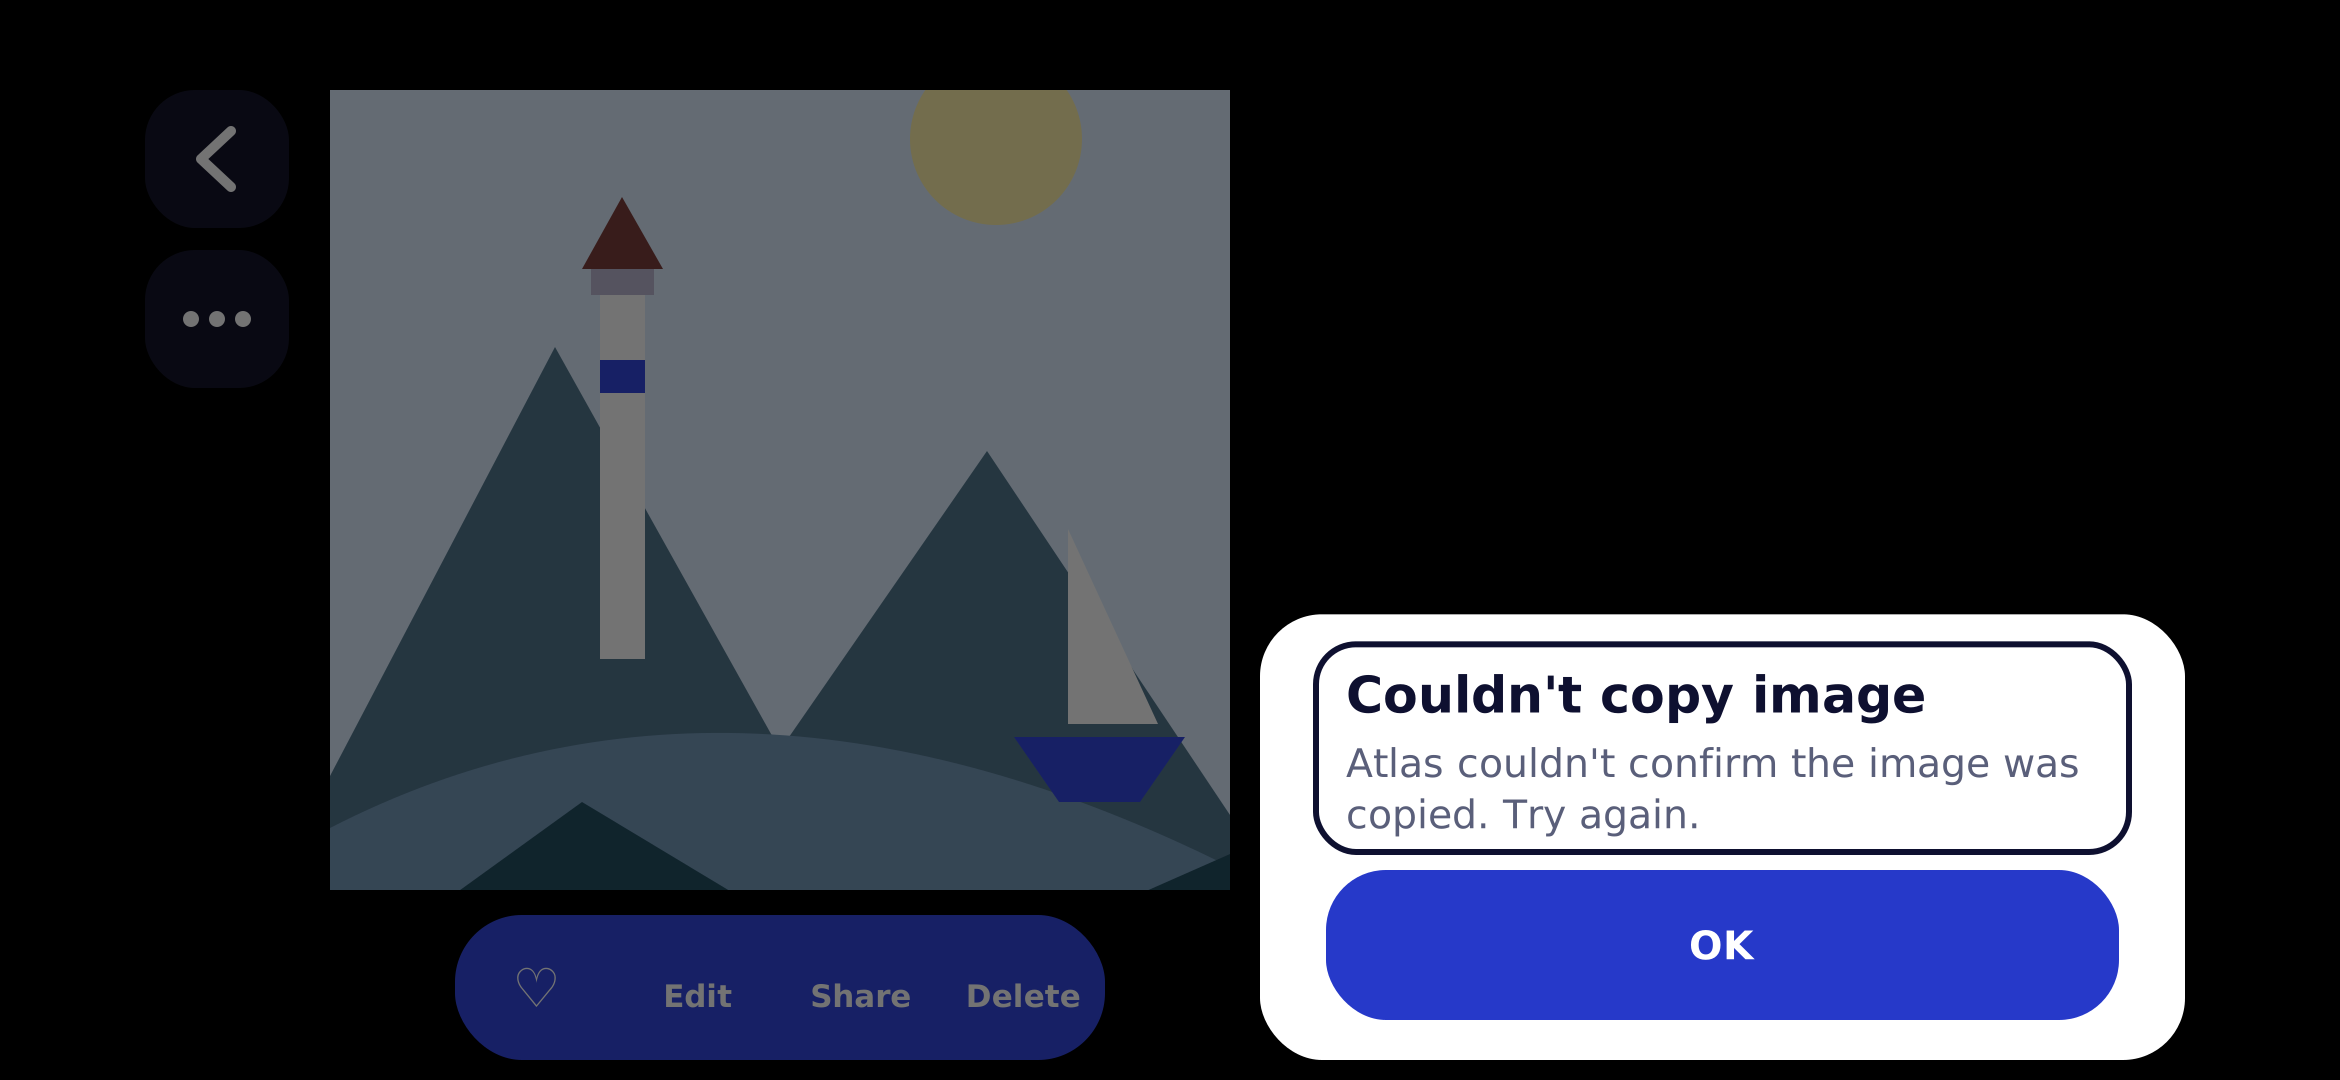 Couldn't copy image
Atlas couldn't confirm the image was
copied. Try again.
OK
Edit Share Delete